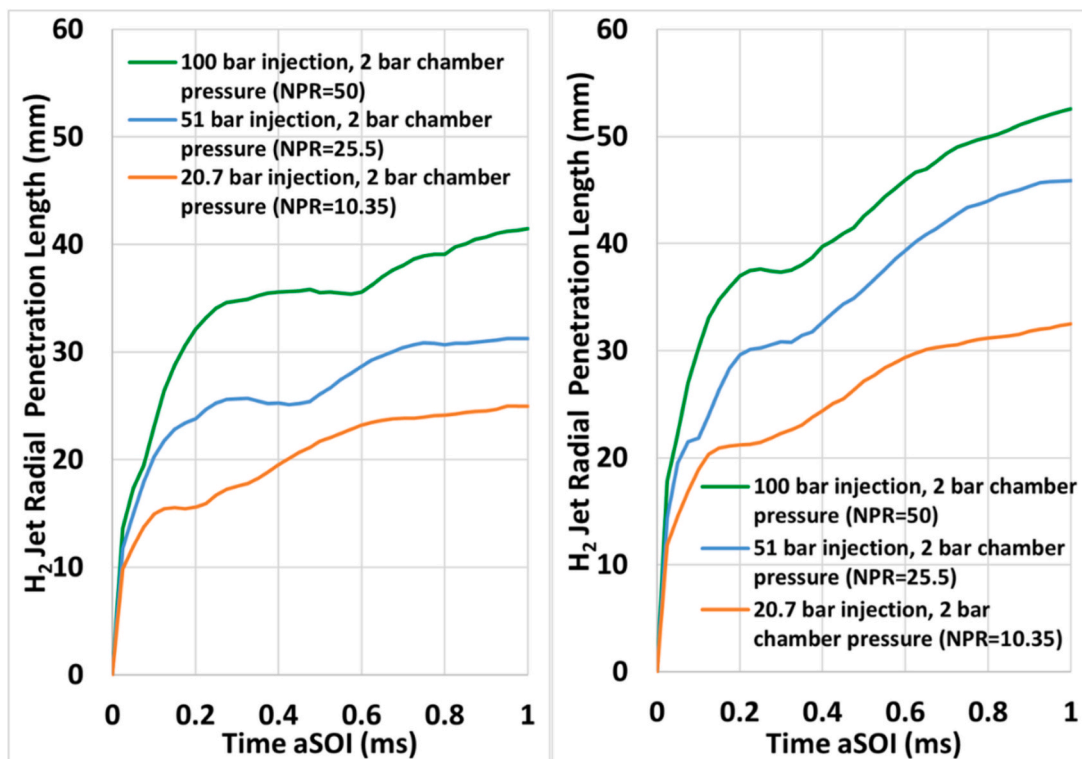 H2 Jet Radial Penetration Length (mm)
60
50
40
30
20
10
0
100 bar injection, 2 bar chamber
pressure (NPR=50)
51 bar injection, 2 bar chamber
pressure (NPR=25.5)
20.7 bar injection, 2 bar chamber
pressure (NPR=10.35)
0 0.2 0.4 0.6 0.8 1
Time aSOI (ms)
H2 Jet Radial Penetration Length (mm)
60
50
40
30
20
10
0
100 bar injection, 2 bar chamber
pressure (NPR=50)
51 bar injection, 2 bar chamber
pressure (NPR=25.5)
20.7 bar injection, 2 bar
chamber pressure (NPR=10.35)
0 0.2 0.4 0.6 0.8 1
Time aSOI (ms)